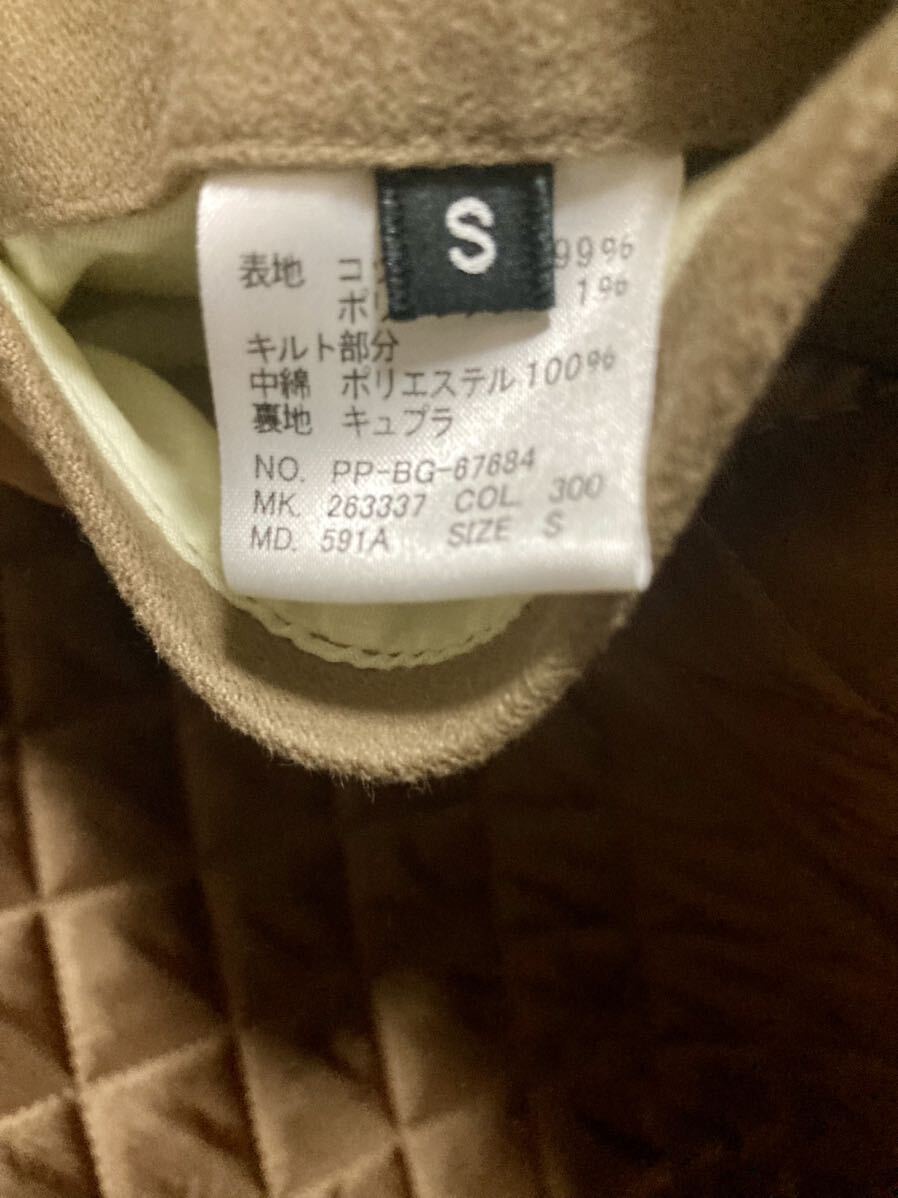 S
表地 コ 99%
ポリ 1%
キルト部分
中綿 ポリエステル 100%
裏地 キュプラ
NO. PP-BG-67684
MK. 263337 COL. 300
MD. 591A SIZE S